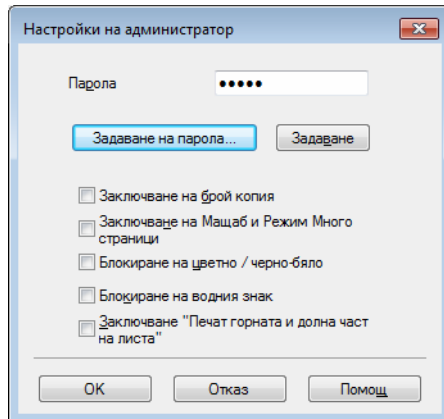 Настройки на администратор
Парола •••••
Задаване на парола... Задаване
Заключване на брой копия
Заключване на Мащаб и Режим Много
страници
Блокиране на цветно / черно-бяло
Блокиране на водния знак
Заключване "Печат горната и долна част
на листа"
OK Отказ Помощ